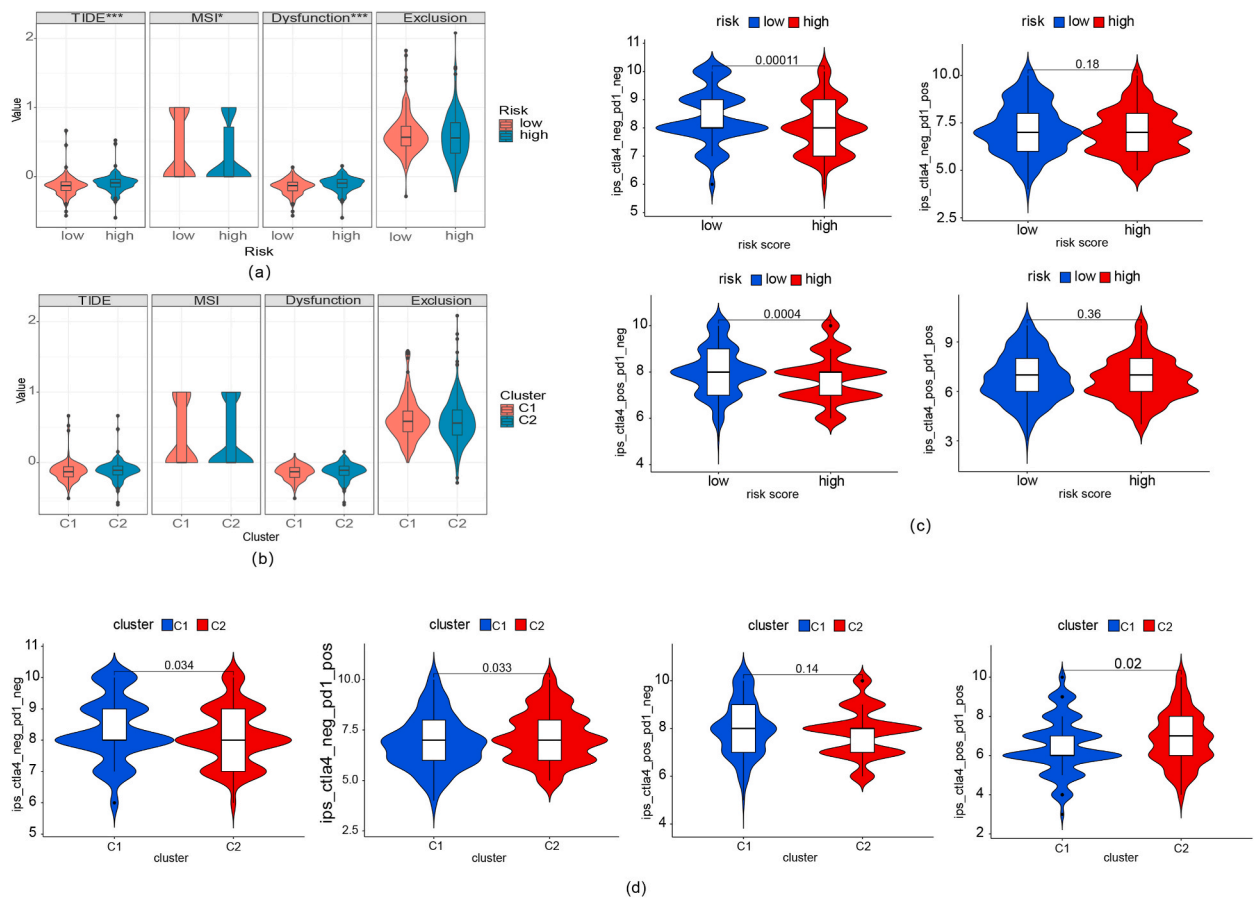 TIDE*** MSI* Dysfunction*** Exclusion
2
1
0
Value
low high low high low high low high
Risk
Risk
low
high
(a)
TIDE MSI Dysfunction Exclusion
2
1
0
Value
C1 C2 C1 C2 C1 C2 C1 C2
Cluster
Cluster
C1
C2
(b)
risk low high
11
10
9
8
7
6
5
ips_ctla4_neg_pd1_neg
0.00011
low high
risk score
risk low high
10.0
7.5
5.0
2.5
ips_ctla4_neg_pd1_pos
0.18
low high
risk score
risk low high
10
8
6
4
ips_ctla4_pos_pd1_neg
0.0004
low high
risk score
risk low high
9
6
3
ips_ctla4_pos_pd1_pos
0.36
low high
risk score
(c)
cluster C1 C2
11
10
9
8
7
6
5
ips_ctla4_neg_pd1_neg
0.034
C1 C2
cluster
cluster C1 C2
10.0
7.5
5.0
2.5
ips_ctla4_neg_pd1_pos
0.033
C1 C2
cluster
cluster C1 C2
10
8
6
4
ips_ctla4_pos_pd1_neg
0.14
C1 C2
cluster
cluster C1 C2
10
8
6
4
2
ips_ctla4_pos_pd1_pos
0.02
C1 C2
cluster
(d)